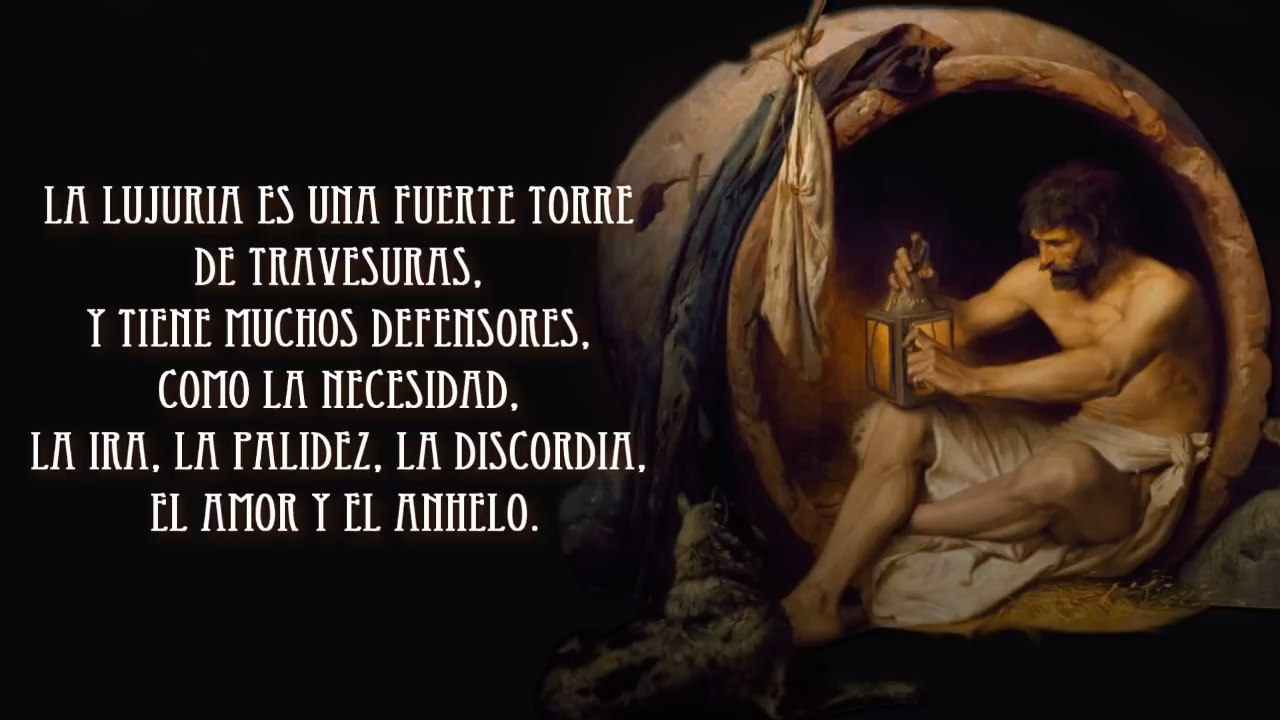 LA LUJURIA ES UNA FUERTE TORRE
DE TRAVESURAS,
Y TIENE MUCHOS DEFENSORES,
COMO LA NECESIDAD,
LA IRA, LA PALIDEZ, LA DISCORDIA,
EL AMOR Y EL ANHELO.